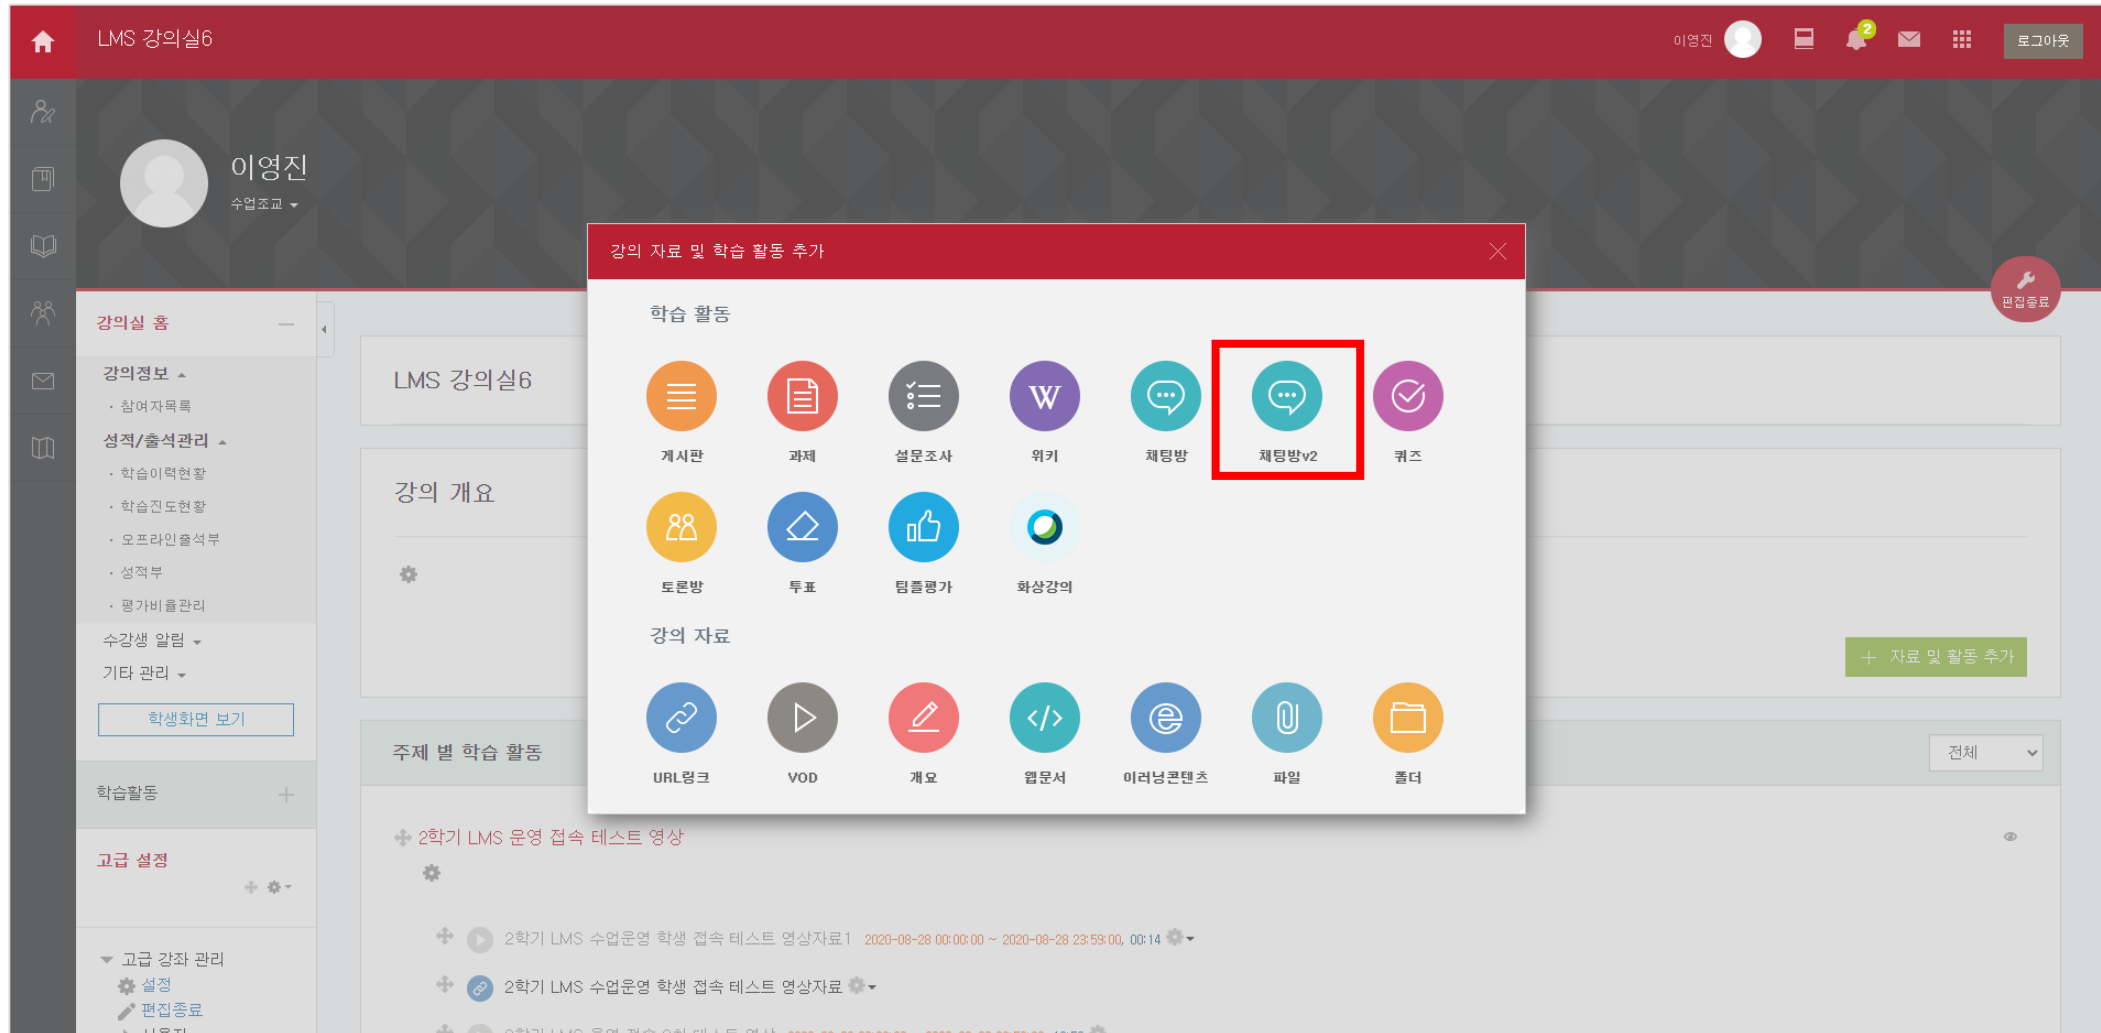 LMS 강의실6
이영진
2
로그아웃
이영진
수업조교
편집종료
강의 자료 및 학습 활동 추가
학습 활동
게시판 과제 설문조사 위키 채팅방 채팅방v2 퀴즈
토론방 투표 팀플평가 화상강의
강의 자료
URL링크 VOD 개요 웹문서 이러닝콘텐츠 파일 폴더
강의실 홈
강의정보
· 참여자목록
성적/출석관리
· 학습이력현황
· 학습진도현황
· 오프라인출석부
· 성적부
· 평가비율관리
수강생 알림
기타 관리
학생화면 보기
학습활동
고급 설정
고급 강좌 관리
설정
편집종료
사용자
LMS 강의실6
강의 개요
+ 자료 및 활동 추가
주제 별 학습 활동
전체
2학기 LMS 운영 접속 테스트 영상
2학기 LMS 수업운영 학생 접속 테스트 영상자료1 2020-08-28 00:00:00 ~ 2020-08-28 23:59:00, 00:14
2학기 LMS 수업운영 학생 접속 테스트 영상자료